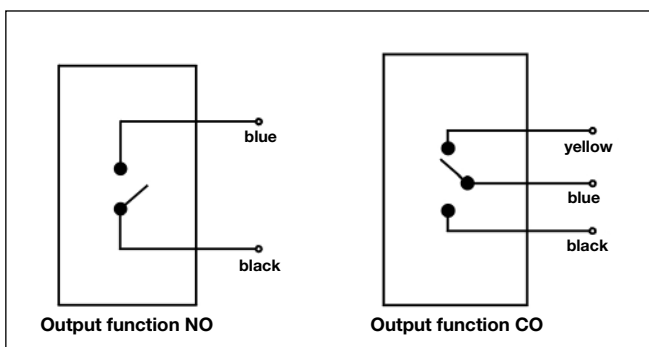 blue
black
Output function NO
yellow
blue
black
Output function CO